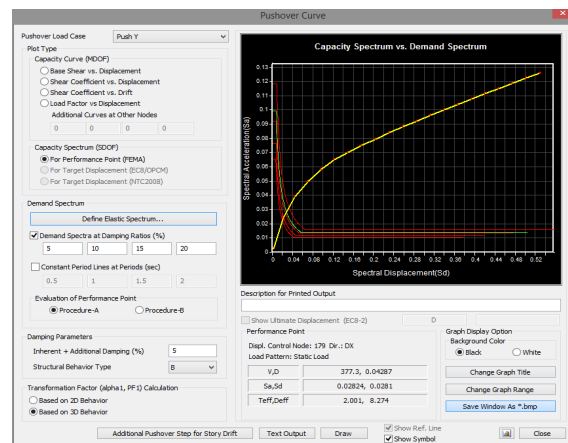 Pushover Curve
Pushover Load Case Push Y
Plot Type
Capacity Curve (MDOF)
Base Shear vs. Displacement
Shear Coefficient vs. Displacement
Shear Coefficient vs. Drift
Load Factor vs Displacement
Additional Curves at Other Nodes
0 0 0 0
Capacity Spectrum (SDOF)
For Performance Point (FEMA)
For Target Displacement (EC8/OPCM)
For Target Displacement (NTC2008)
Demand Spectrum
Define Elastic Spectrum...
Demand Spectra at Damping Ratios (%)
5 10 15 20
Constant Period Lines at Periods (sec)
0.5 1 1.5 2
Evaluation of Performance Point
Procedure-A Procedure-B
Damping Parameters
Inherent + Additional Damping (%) 5
Structural Behavior Type B
Transformation Factor (alpha1, PF1) Calculation
Based on 2D Behavior
Based on 3D Behavior
Capacity Spectrum vs. Demand Spectrum
Spectral Acceleration(Sa)
0.13
0.12
0.11
0.1
0.09
0.08
0.07
0.06
0.05
0.04
0.03
0.02
0.01
0
0 0.04 0.08 0.12 0.16 0.2 0.24 0.28 0.32 0.36 0.4 0.44 0.48 0.52
Spectral Displacement(Sd)
Description for Printed Output
Show Ultimate Displacement (EC8-2) D
Performance Point
Displ. Control Node: 179 Dir.: DX
Load Pattern: Static Load
V,D 377.3, 0.04287
Sa,Sd 0.02824, 0.0281
Teff,Deff 2.001, 8.274
Graph Display Option
Background Color
Black White
Change Graph Title
Change Graph Range
Save Window As *.bmp
Additional Pushover Step for Story Drift Text Output Draw
Show Ref. Line
Show Symbol
Close